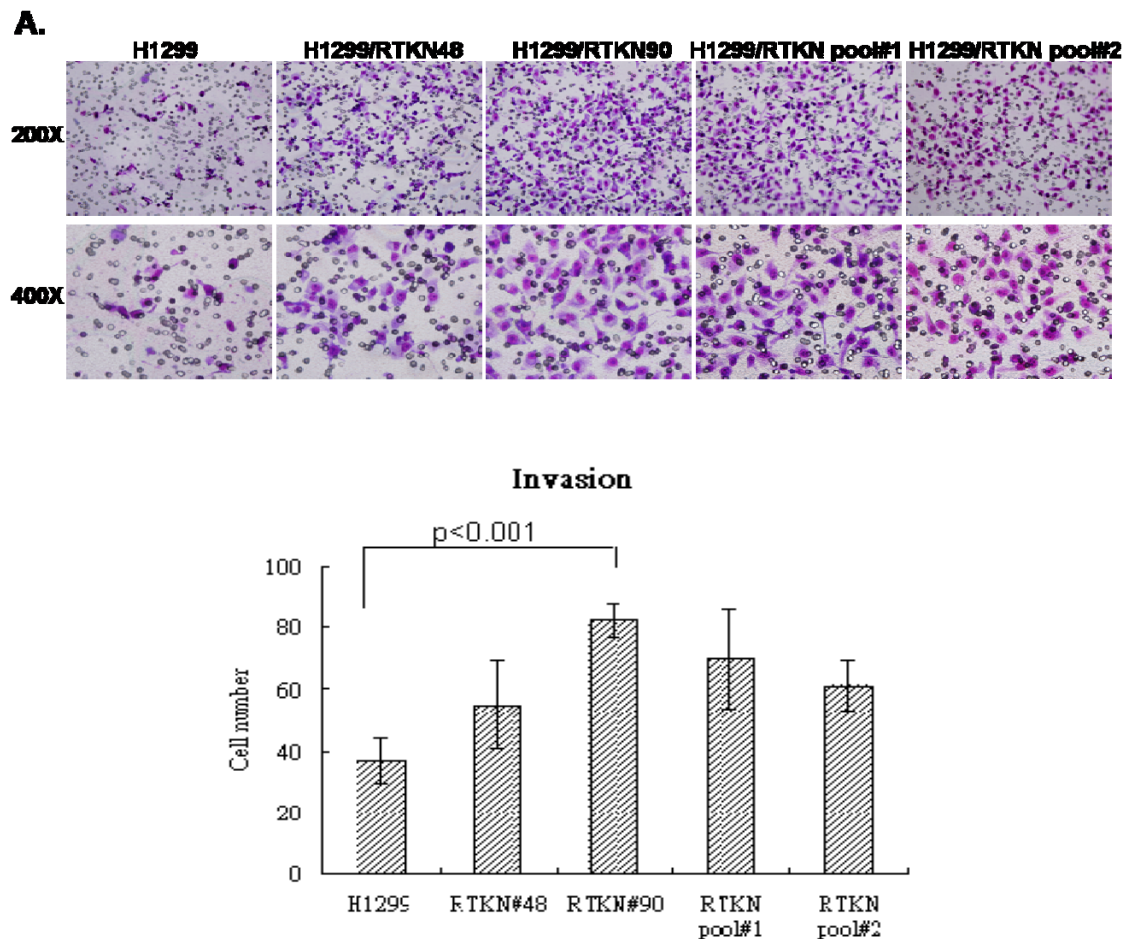 A.
H1299 H1299/RTKN48 H1299/RTKN90 H1299/RTKN pool#1 H1299/RTKN pool#2
200X
400X
Invasion
p<0.001
100
80
60
40
20
0
Cell number
H1299 RTKN#48 RTKN#90 RTKN pool#1 RTKN pool#2